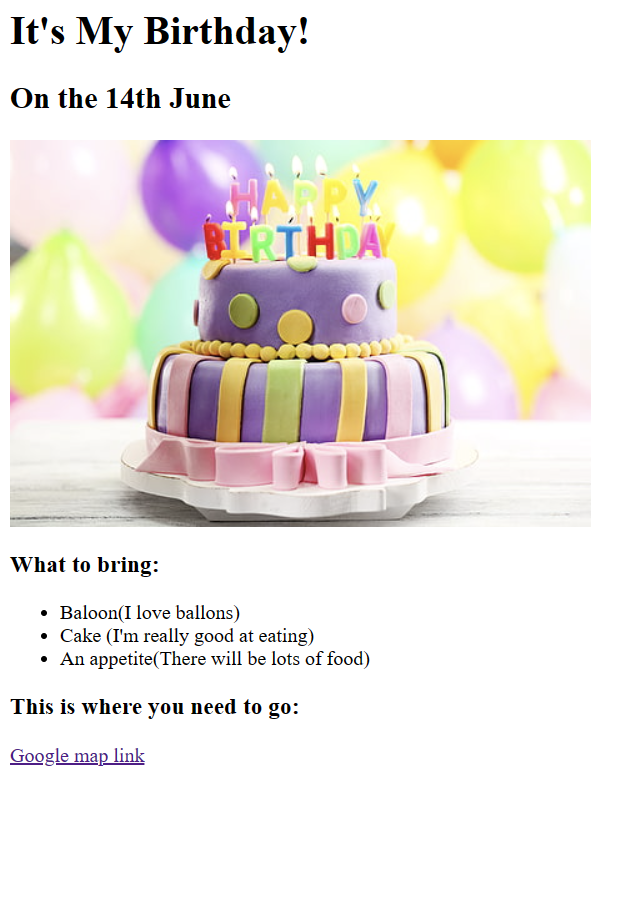 It's My Birthday!
On the 14th June
HAPPY
BIRTHDAY
What to bring:
Baloon(I love ballons)
Cake (I'm really good at eating)
An appetite(There will be lots of food)
This is where you need to go:
Google map link